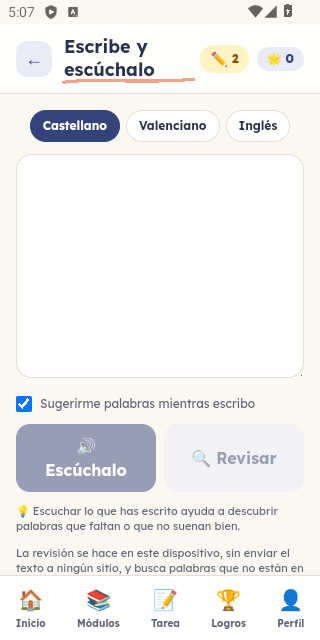 5:07
Escribe y
escúchalo
← ✏️ 2 🌟 0
Castellano Valenciano Inglés
Sugerirme palabras mientras escribo
🔊
Escúchalo
🔍 Revisar
💡 Escuchar lo que has escrito ayuda a descubrir
palabras que faltan o que no suenan bien.
La revisión se hace en este dispositivo, sin enviar el
texto a ningún sitio, y busca palabras que no están en
Inicio Módulos Tarea Logros Perfil